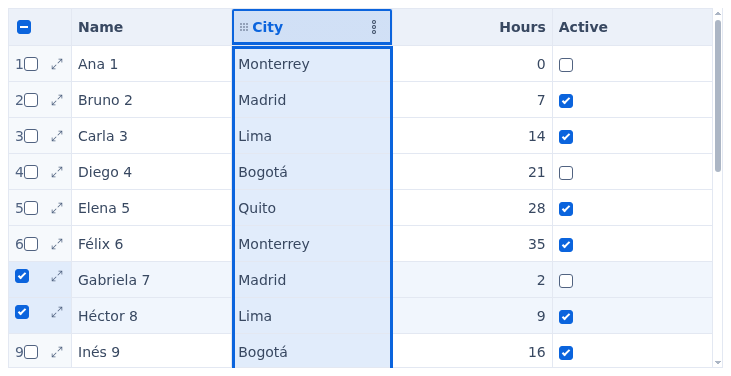 Name City Hours Active
1 Ana 1 Monterrey 0
2 Bruno 2 Madrid 7
3 Carla 3 Lima 14
4 Diego 4 Bogotá 21
5 Elena 5 Quito 28
6 Félix 6 Monterrey 35
Gabriela 7 Madrid 2
Héctor 8 Lima 9
9 Inés 9 Bogotá 16